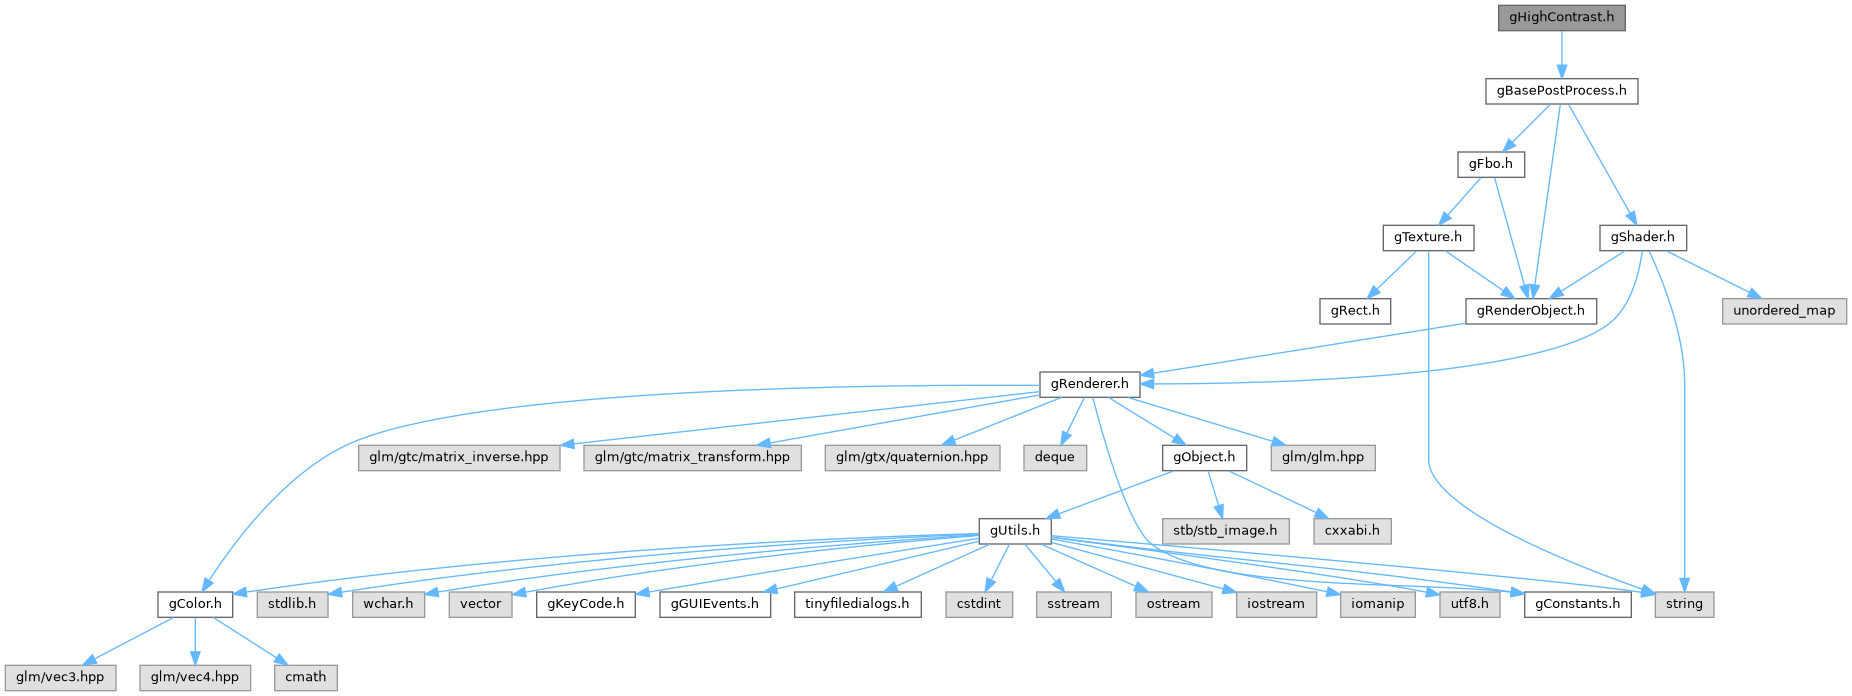 gHighContrast.h
gBasePostProcess.h
gFbo.h
gTexture.h
gShader.h
gRect.h
gRenderObject.h
unordered_map
gRenderer.h
glm/gtc/matrix_inverse.hpp
glm/gtc/matrix_transform.hpp
glm/gtx/quaternion.hpp
deque
gObject.h
glm/glm.hpp
gUtils.h
stb/stb_image.h
cxxabi.h
gColor.h
stdlib.h
wchar.h
vector
gKeyCode.h
gGUIEvents.h
tinyfiledialogs.h
cstdint
sstream
ostream
iostream
iomanip
utf8.h
gConstants.h
string
glm/vec3.hpp
glm/vec4.hpp
cmath